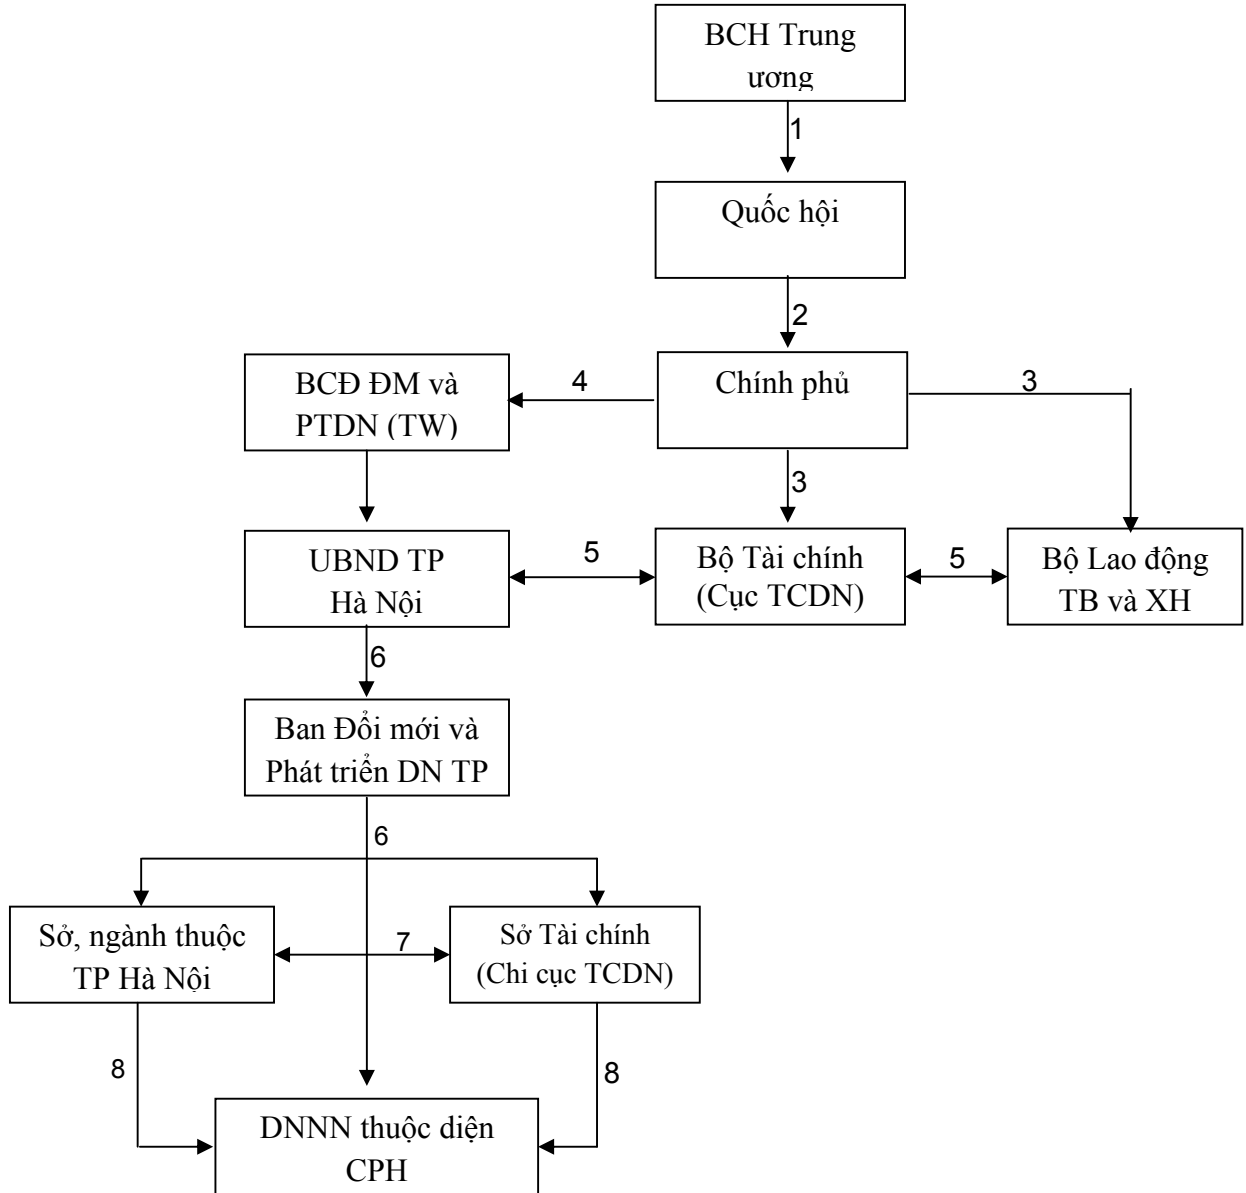 BCH Trung
ương
1
Quốc hội
2
BCĐ ĐM và
PTDN (TW)
4
Chính phủ
3
3
UBND TP
Hà Nội
5
Bộ Tài chính
(Cục TCDN)
5
Bộ Lao động
TB và XH
6
Ban Đổi mới và
Phát triển DN TP
6
Sở, ngành thuộc
TP Hà Nội
7
Sở Tài chính
(Chi cục TCDN)
8
8
DNNN thuộc diện
CPH